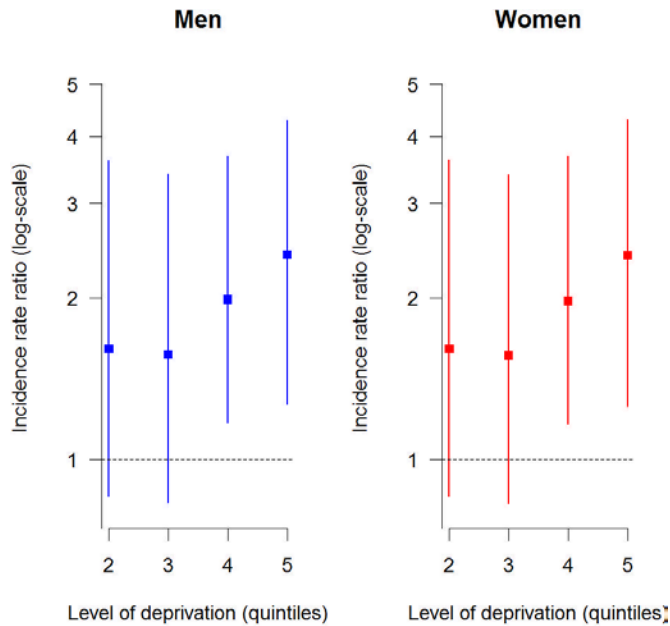 Men
Women
Incidence rate ratio (log-scale)
5
4
3
2
1
2 3 4 5
Level of deprivation (quintiles)
Incidence rate ratio (log-scale)
5
4
3
2
1
2 3 4 5
Level of deprivation (quintiles)